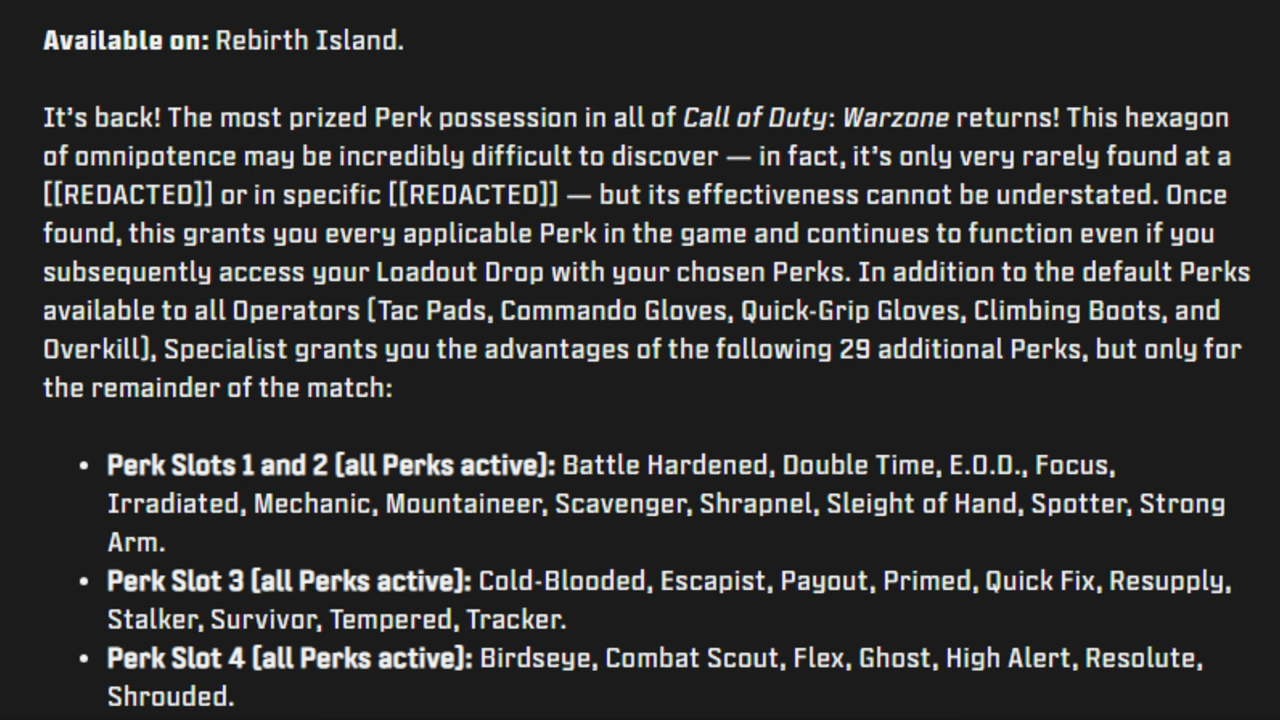 Available on: Rebirth Island.
It's back! The most prized Perk possession in all of Call of Duty: Warzone returns! This hexagon
of omnipotence may be incredibly difficult to discover — in fact, it's only very rarely found at a
[[REDACTED]] or in specific [[REDACTED]] — but its effectiveness cannot be understated. Once
found, this grants you every applicable Perk in the game and continues to function even if you
subsequently access your Loadout Drop with your chosen Perks. In addition to the default Perks
available to all Operators (Tac Pads, Commando Gloves, Quick-Grip Gloves, Climbing Boots, and
Overkill), Specialist grants you the advantages of the following 29 additional Perks, but only for
the remainder of the match:
• Perk Slots 1 and 2 (all Perks active): Battle Hardened, Double Time, E.O.D., Focus,
Irradiated, Mechanic, Mountaineer, Scavenger, Shrapnel, Sleight of Hand, Spotter, Strong
Arm.
• Perk Slot 3 (all Perks active): Cold-Blooded, Escapist, Payout, Primed, Quick Fix, Resupply,
Stalker, Survivor, Tempered, Tracker.
• Perk Slot 4 (all Perks active): Birdseye, Combat Scout, Flex, Ghost, High Alert, Resolute,
Shrouded.